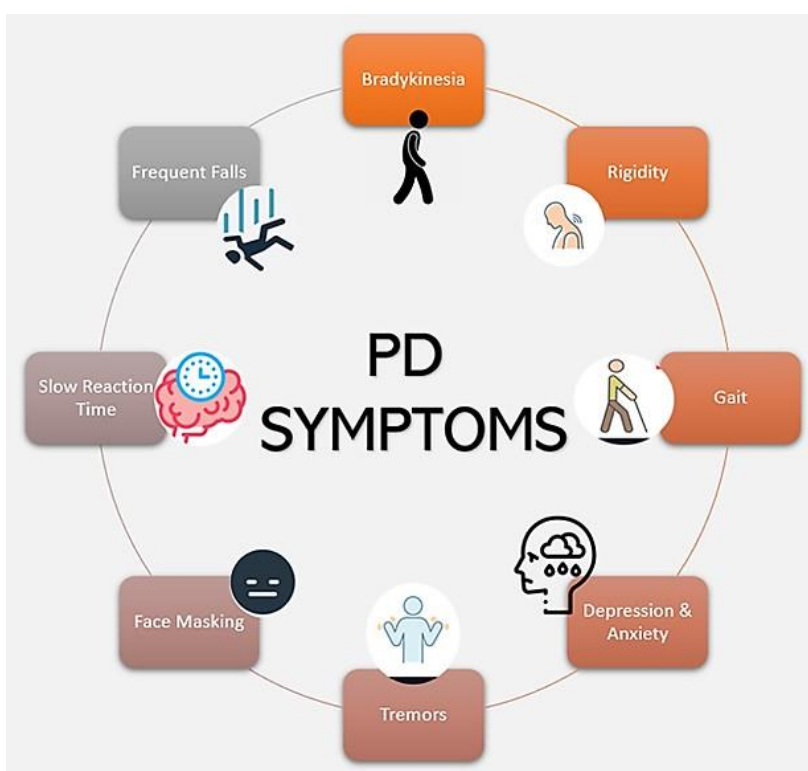 Bradykinesia
Frequent Falls
Rigidity
PD
SYMPTOMS
Slow Reaction
Time
Gait
Face Masking
Depression &
Anxiety
Tremors